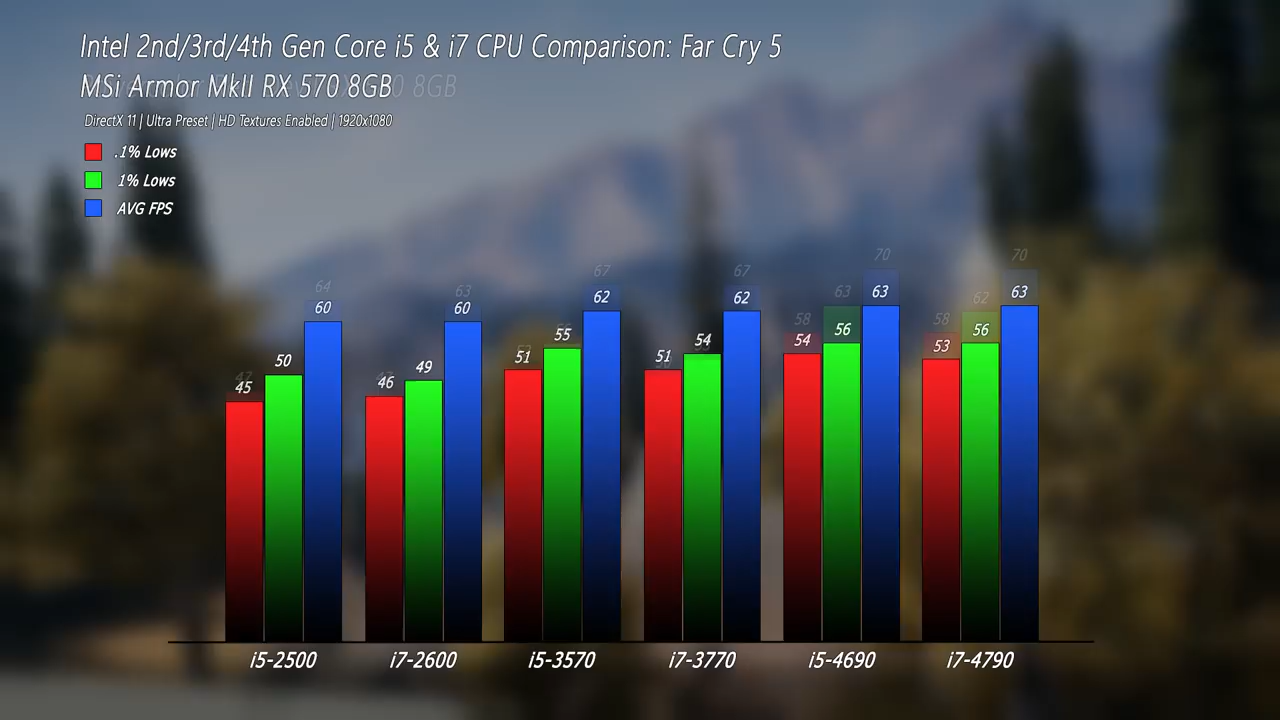 Intel 2nd/3rd/4th Gen Core i5 & i7 CPU Comparison: Far Cry 5
MSi Armor MkII RX 570 8GB
DirectX 11 | Ultra Preset | HD Textures Enabled | 1920x1080
.1% Lows
1% Lows
AVG FPS
45 50 60 46 49 60 51 55 62 51 54 62 54 56 63 53 56 63
64 63 67 67 58 63 70 58 62 70
i5-2500 i7-2600 i5-3570 i7-3770 i5-4690 i7-4790